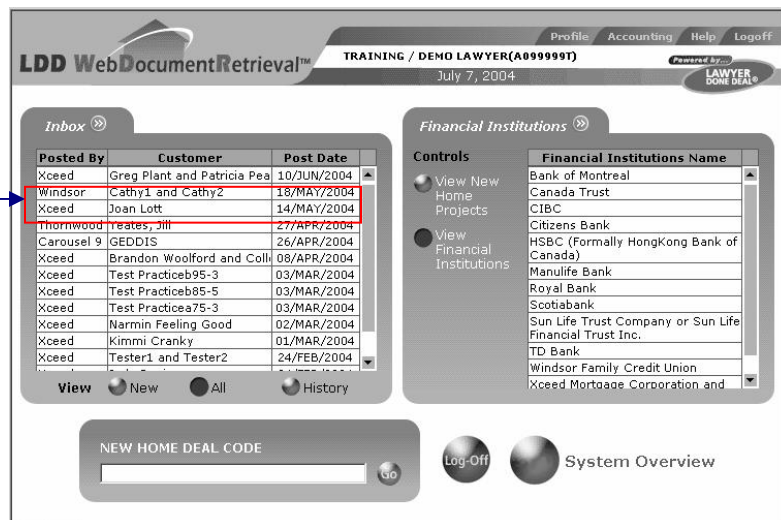 Profile Accounting Help Logoff
LDD WebDocumentRetrieval™
TRAINING / DEMO LAWYER(A099999T)
July 7, 2004
Powered by...
LAWYER
DONE DEAL®
Inbox
Posted By Customer Post Date
Xceed Greg Plant and Patricia Pea 10/JUN/2004
Windsor Cathy1 and Cathy2 18/MAY/2004
Xceed Joan Lott 14/MAY/2004
Thornwood Yeates, Jill 27/APR/2004
Carousel 9 GEDDIS 26/APR/2004
Xceed Brandon Woolford and Coll 08/APR/2004
Xceed Test Practiceb95-3 03/MAR/2004
Xceed Test Practiceb85-5 03/MAR/2004
Xceed Test Practicea75-3 03/MAR/2004
Xceed Narmin Feeling Good 02/MAR/2004
Xceed Kimmi Cranky 01/MAR/2004
Xceed Tester1 and Tester2 24/FEB/2004
View New All History
Financial Institutions
Controls
View New
Home
Projects
View
Financial
Institutions
Financial Institutions Name
Bank of Montreal
Canada Trust
CIBC
Citizens Bank
HSBC (Formally HongKong Bank of
Canada)
Manulife Bank
Royal Bank
Scotiabank
Sun Life Trust Company or Sun Life
Financial Trust Inc.
TD Bank
Windsor Family Credit Union
Xceed Mortgage Corporation and
NEW HOME DEAL CODE
Go
Log-Off
System Overview